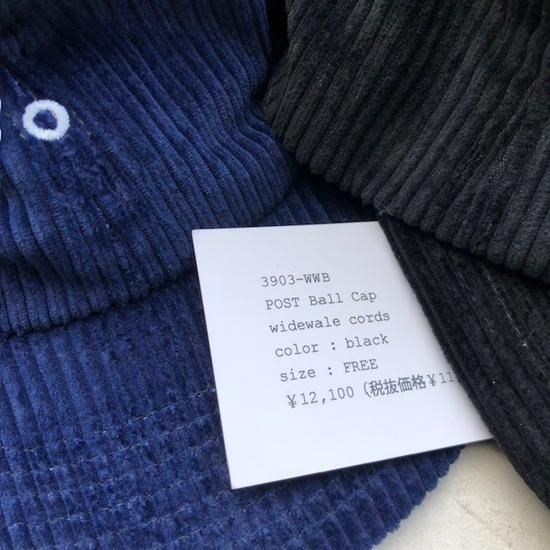 O
3903-WWB
POST Ball Cap
widewale cords
color : black
size : FREE
¥12,100 (税抜価格¥11